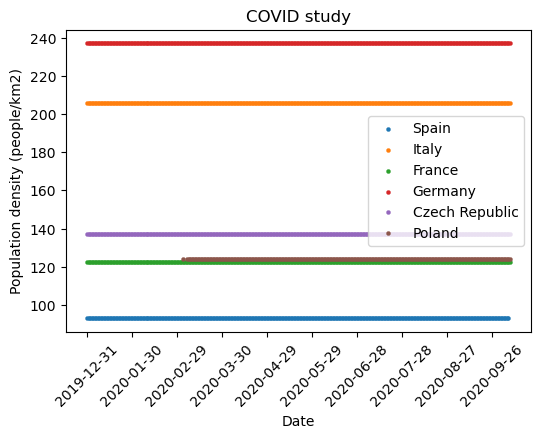 COVID study
Population density (people/km2)
240
220
200
180
160
140
120
100
Spain
Italy
France
Germany
Czech Republic
Poland
2019-12-31
2020-01-30
2020-02-29
2020-03-30
2020-04-29
2020-05-29
2020-06-28
2020-07-28
2020-08-27
2020-09-26
Date